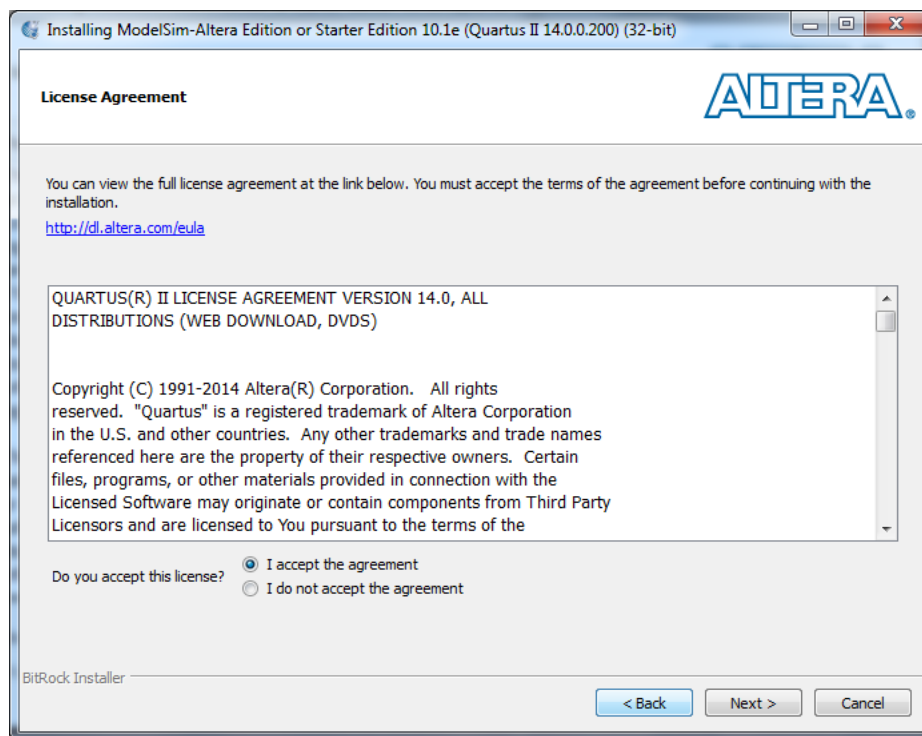 Installing ModelSim-Altera Edition or Starter Edition 10.1e (Quartus II 14.0.0.200) (32-bit)
License Agreement
ALTERA®
You can view the full license agreement at the link below. You must accept the terms of the agreement before continuing with the
installation.
http://dl.altera.com/eula
QUARTUS(R) II LICENSE AGREEMENT VERSION 14.0, ALL
DISTRIBUTIONS (WEB DOWNLOAD, DVDS)
Copyright (C) 1991-2014 Altera(R) Corporation.   All rights
reserved.  "Quartus" is a registered trademark of Altera Corporation
in the U.S. and other countries.  Any other trademarks and trade names
referenced here are the property of their respective owners.  Certain
files, programs, or other materials provided in connection with the
Licensed Software may originate or contain components from Third Party
Licensors and are licensed to You pursuant to the terms of the
Do you accept this license?
I accept the agreement
I do not accept the agreement
BitRock Installer
< Back
Next >
Cancel